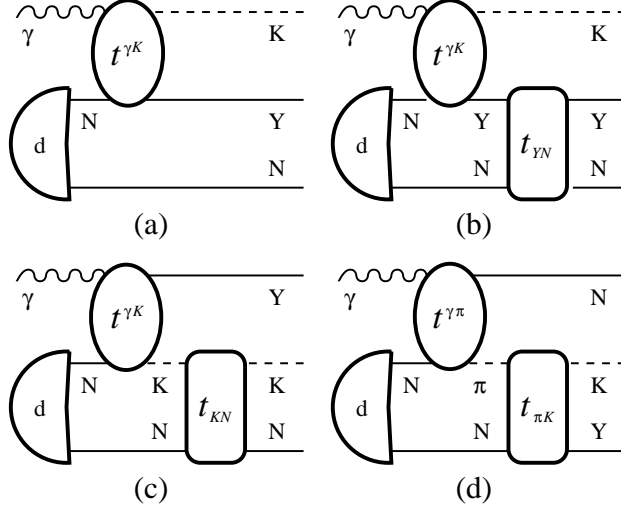 γ t^{γK} K
d N Y
N
(a)
γ t^{γK} K
d N Y t_{YN} Y
N N
(b)
γ t^{γK} Y
d N K t_{KN} K
N N
(c)
γ t^{γπ} N
d N π t_{πK} K
N Y
(d)